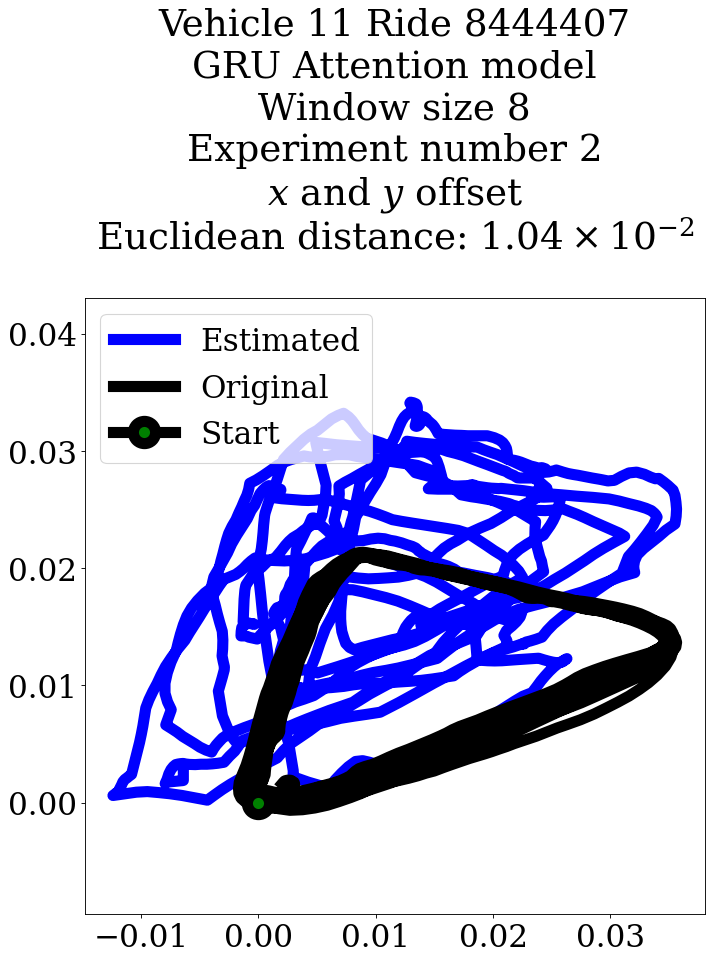 Vehicle 11 Ride 8444407
GRU Attention model
Window size 8
Experiment number 2
x and y offset
Euclidean distance: 1.04 × 10⁻²
Estimated
Original
Start
0.04
0.03
0.02
0.01
0.00
−0.01 0.00 0.01 0.02 0.03